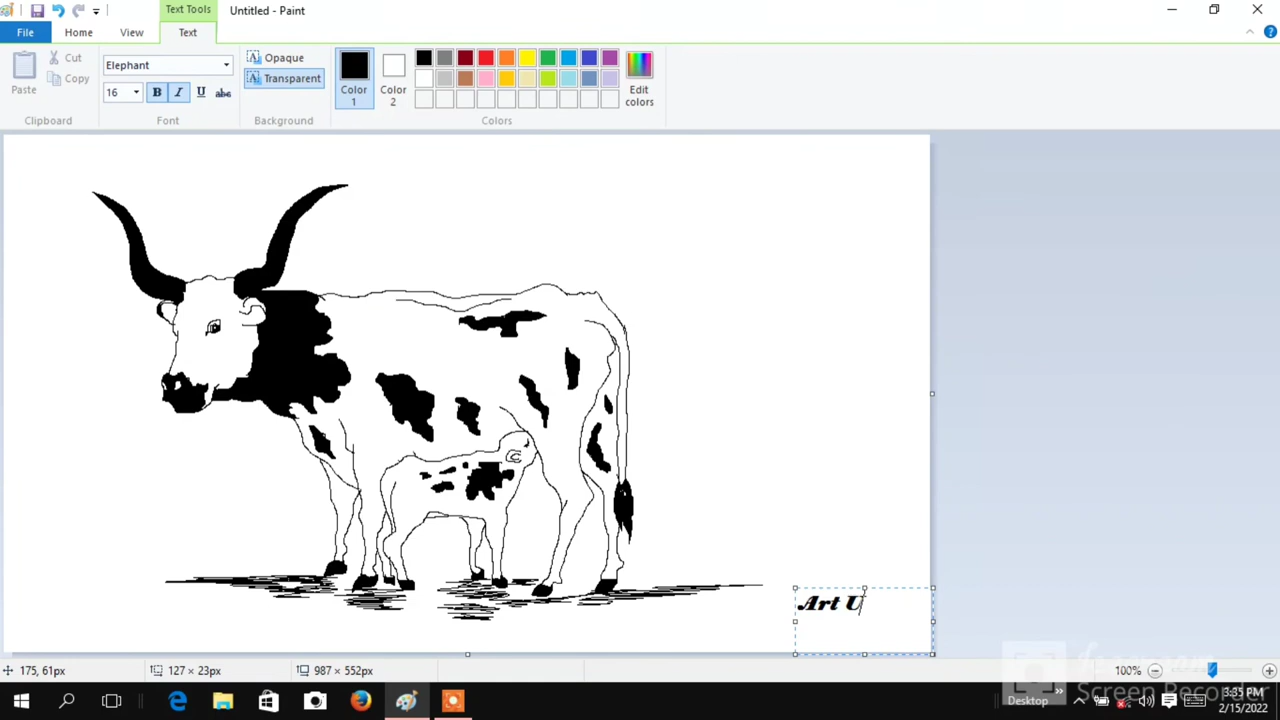 Text Tools
Untitled - Paint
File
Home
View
Text
Paste
Cut
Copy
Clipboard
Elephant
16
B
I
U
abc
Font
Opaque
Transparent
Background
Color
1
Color
2
Edit
colors
Colors
Art U
175, 61px
127 × 23px
987 × 552px
100%
Screen Recorder
Desktop
3:35 PM
2/15/2022